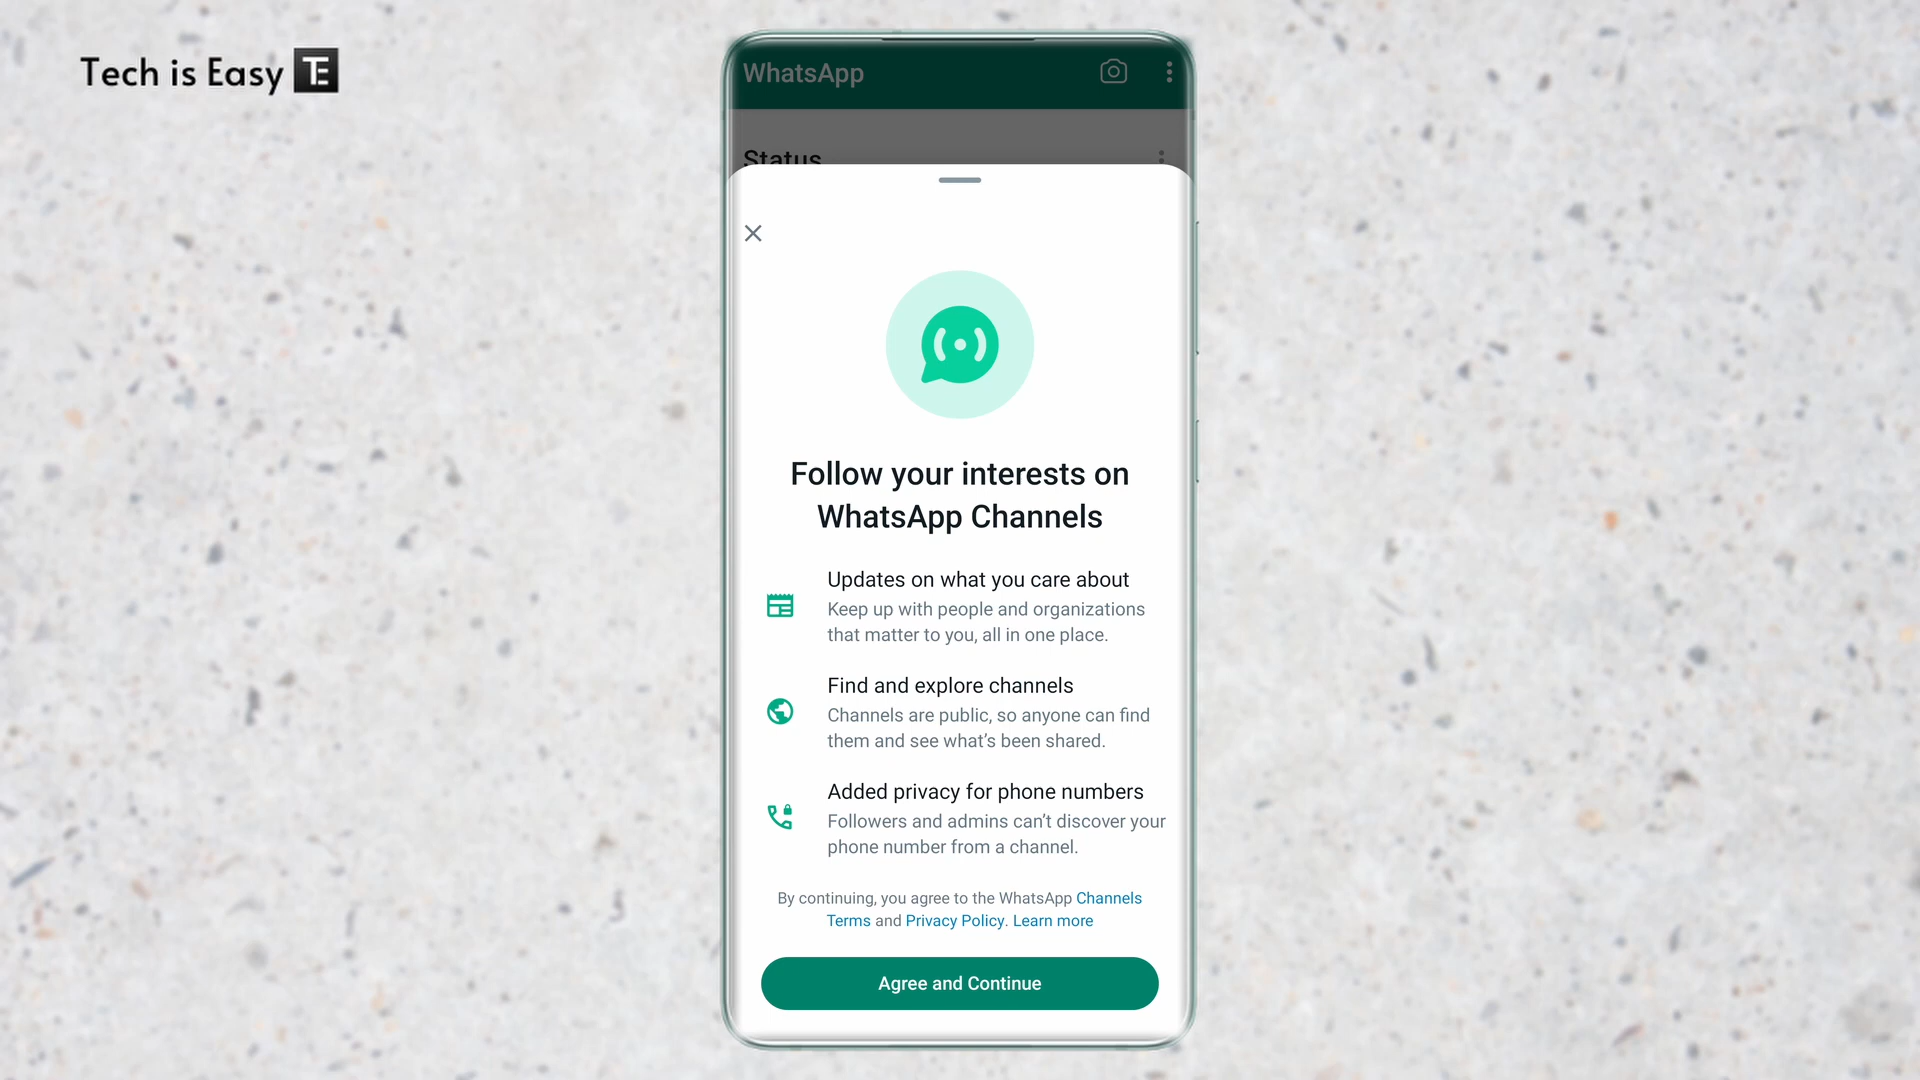 Tech is Easy TE
WhatsApp
Status
Follow your interests on
WhatsApp Channels
Updates on what you care about
Keep up with people and organizations
that matter to you, all in one place.
Find and explore channels
Channels are public, so anyone can find
them and see what’s been shared.
Added privacy for phone numbers
Followers and admins can’t discover your
phone number from a channel.
By continuing, you agree to the WhatsApp Channels
Terms and Privacy Policy. Learn more
Agree and Continue